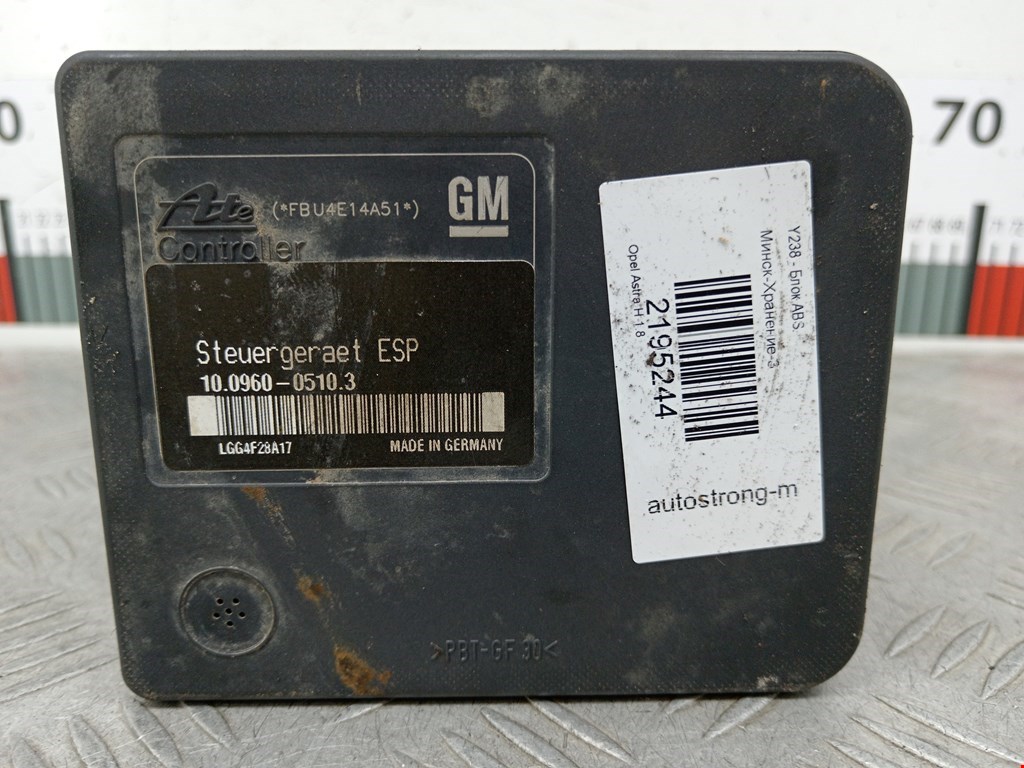 Ate
(*FBU4E14A51*)
GM
Controller
Steuergeraet ESP
10.0960-0510.3
LGG4F28A17
MADE IN GERMANY
Y238 - Блок ABS
Минск-Хранение-3
2195244
Opel Astra H 1.8
autostrong-m
>PBT-GF 30<
0
70